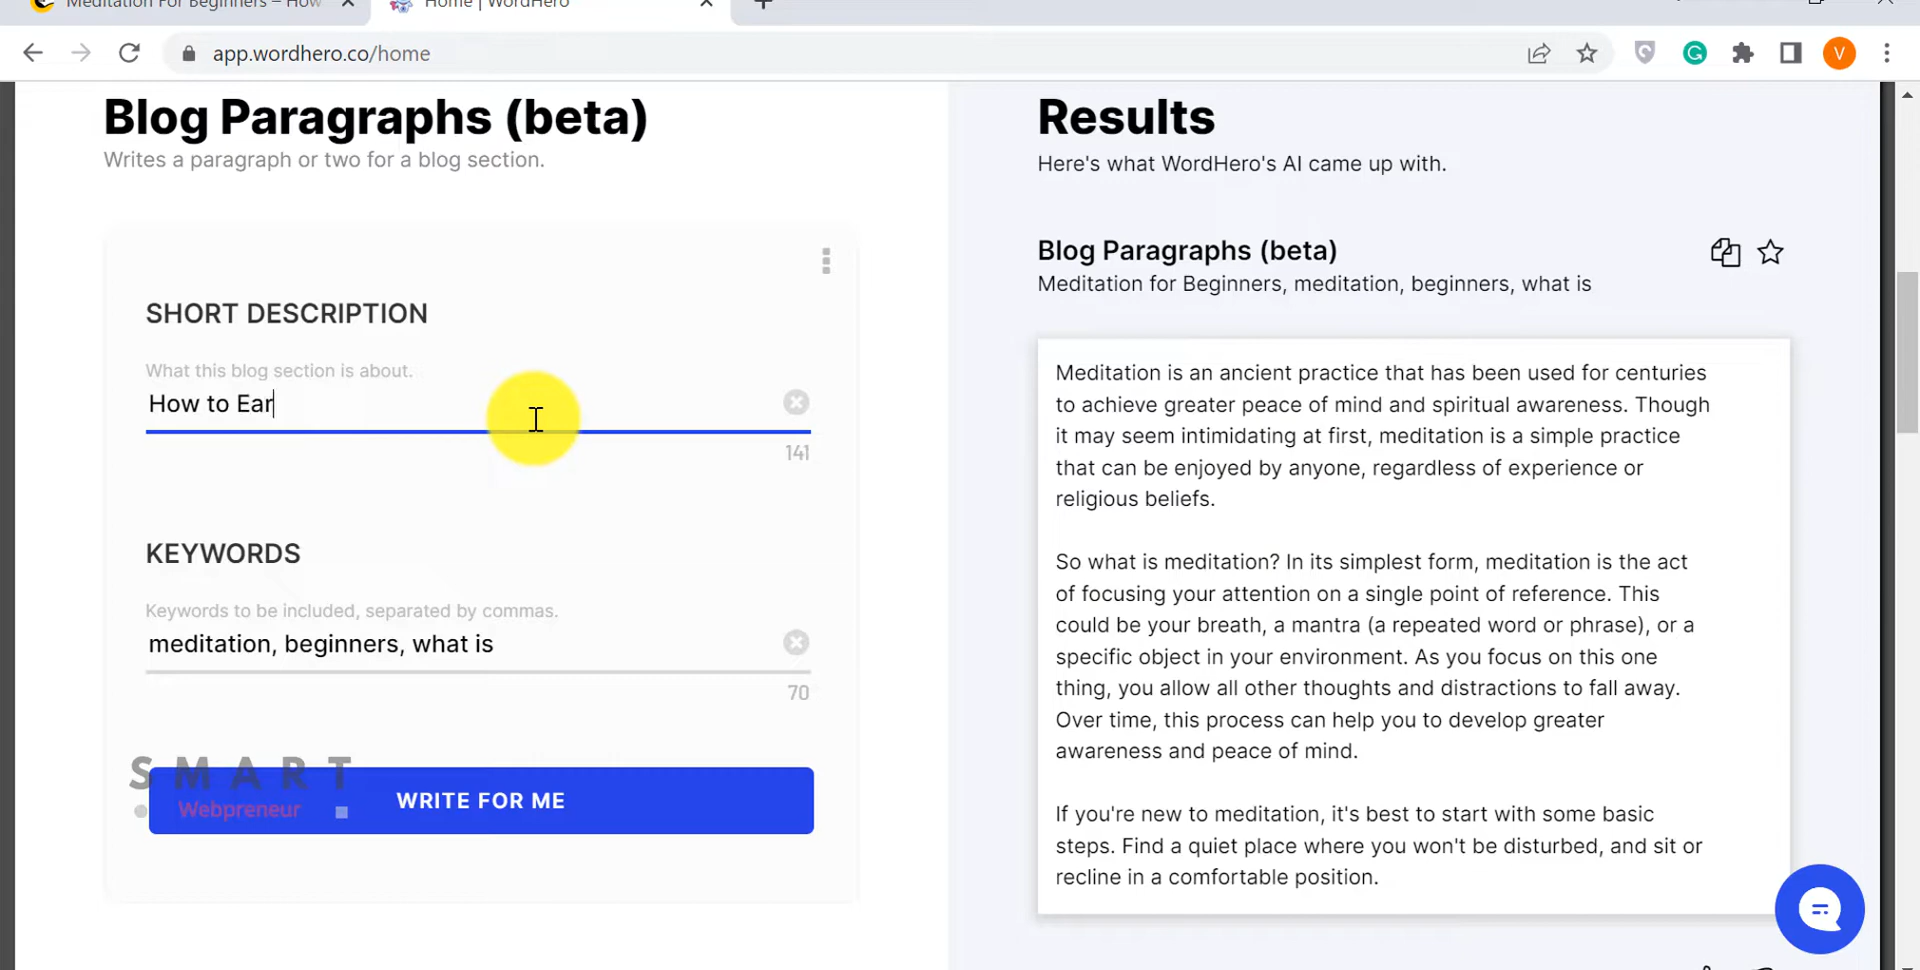 Meditation For Beginners – How
Home | WordHero
app.wordhero.co/home
V
Blog Paragraphs (beta)
Writes a paragraph or two for a blog section.
SHORT DESCRIPTION
What this blog section is about.
How to Ear
141
KEYWORDS
Keywords to be included, separated by commas.
meditation, beginners, what is
70
SMART
Webpreneur
WRITE FOR ME
Results
Here's what WordHero's AI came up with.
Blog Paragraphs (beta)
Meditation for Beginners, meditation, beginners, what is
Meditation is an ancient practice that has been used for centuries
to achieve greater peace of mind and spiritual awareness. Though
it may seem intimidating at first, meditation is a simple practice
that can be enjoyed by anyone, regardless of experience or
religious beliefs.
So what is meditation? In its simplest form, meditation is the act
of focusing your attention on a single point of reference. This
could be your breath, a mantra (a repeated word or phrase), or a
specific object in your environment. As you focus on this one
thing, you allow all other thoughts and distractions to fall away.
Over time, this process can help you to develop greater
awareness and peace of mind.
If you're new to meditation, it's best to start with some basic
steps. Find a quiet place where you won't be disturbed, and sit or
recline in a comfortable position.